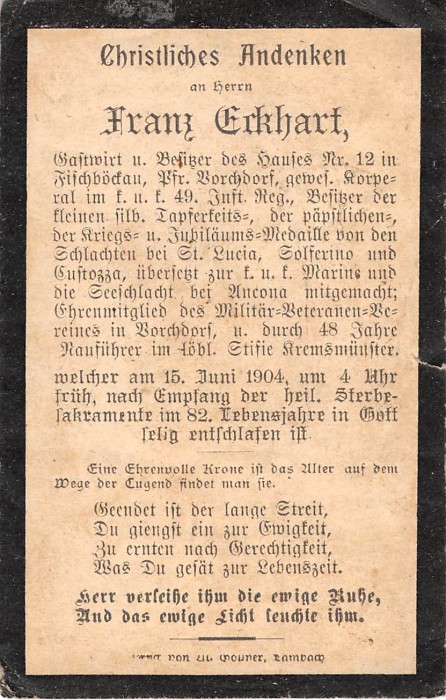 Christliches Andenken
an Herrn
Franz Eckhart,
Gastwirt u. Besitzer des Hauses Nr. 12 in
Fischböckau, Pfr. Vorchdorf, gewes. Korpe-
ral im k. u. k. 49. Inft. Reg., Besitzer der
kleinen silb. Tapferkeits-, der päpstlichen-,
der Kriegs- u. Jubiläums-Medaille von den
Schlachten bei St. Lucia, Solferino und
Custozza, übersetzt zur k. u. k. Marine und
die Seeschlacht bei Ancona mitgemacht;
Ehrenmitglied des Militär-Veteranen-Ve-
reines in Vorchdorf, u. durch 48 Jahre
Nauführer im löbl. Stifte Kremsmünster.
welcher am 15. Juni 1904, um 4 Uhr
früh, nach Empfang der heil. Sterbe-
sakramente im 82. Lebensjahre in Gott
selig entschlafen ist.
Eine Ehrenvolle Krone ist das Alter auf dem
Wege der Tugend findet man sie.
Geendet ist der lange Streit,
Du giengst ein zur Ewigkeit,
Zu ernten nach Gerechtigkeit,
Was Du gesät zur Lebenszeit.
Herr verleihe ihm die ewige Ruhe,
Und das ewige Licht leuchte ihm.
von Lambach